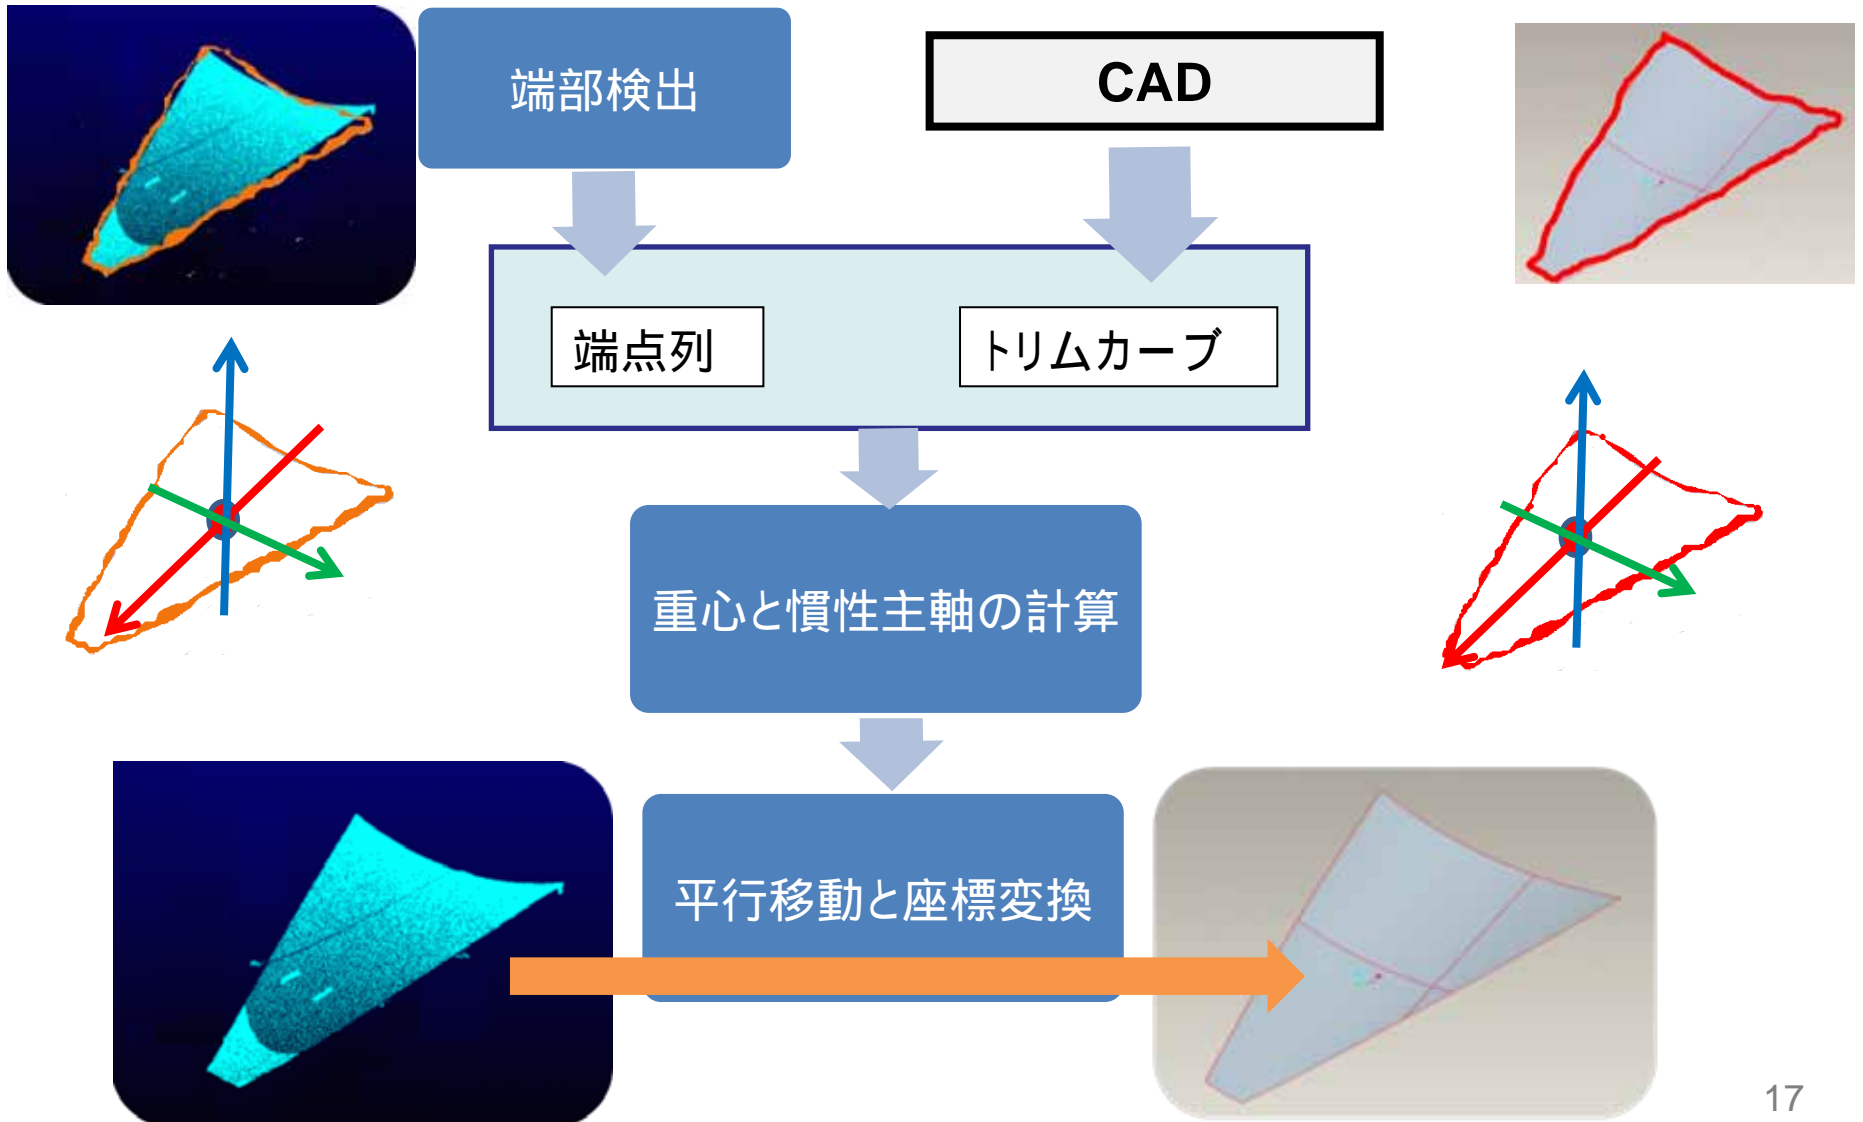 端部検出
CAD
端点列
トリムカーブ
重心と慣性主軸の計算
平行移動と座標変換
17